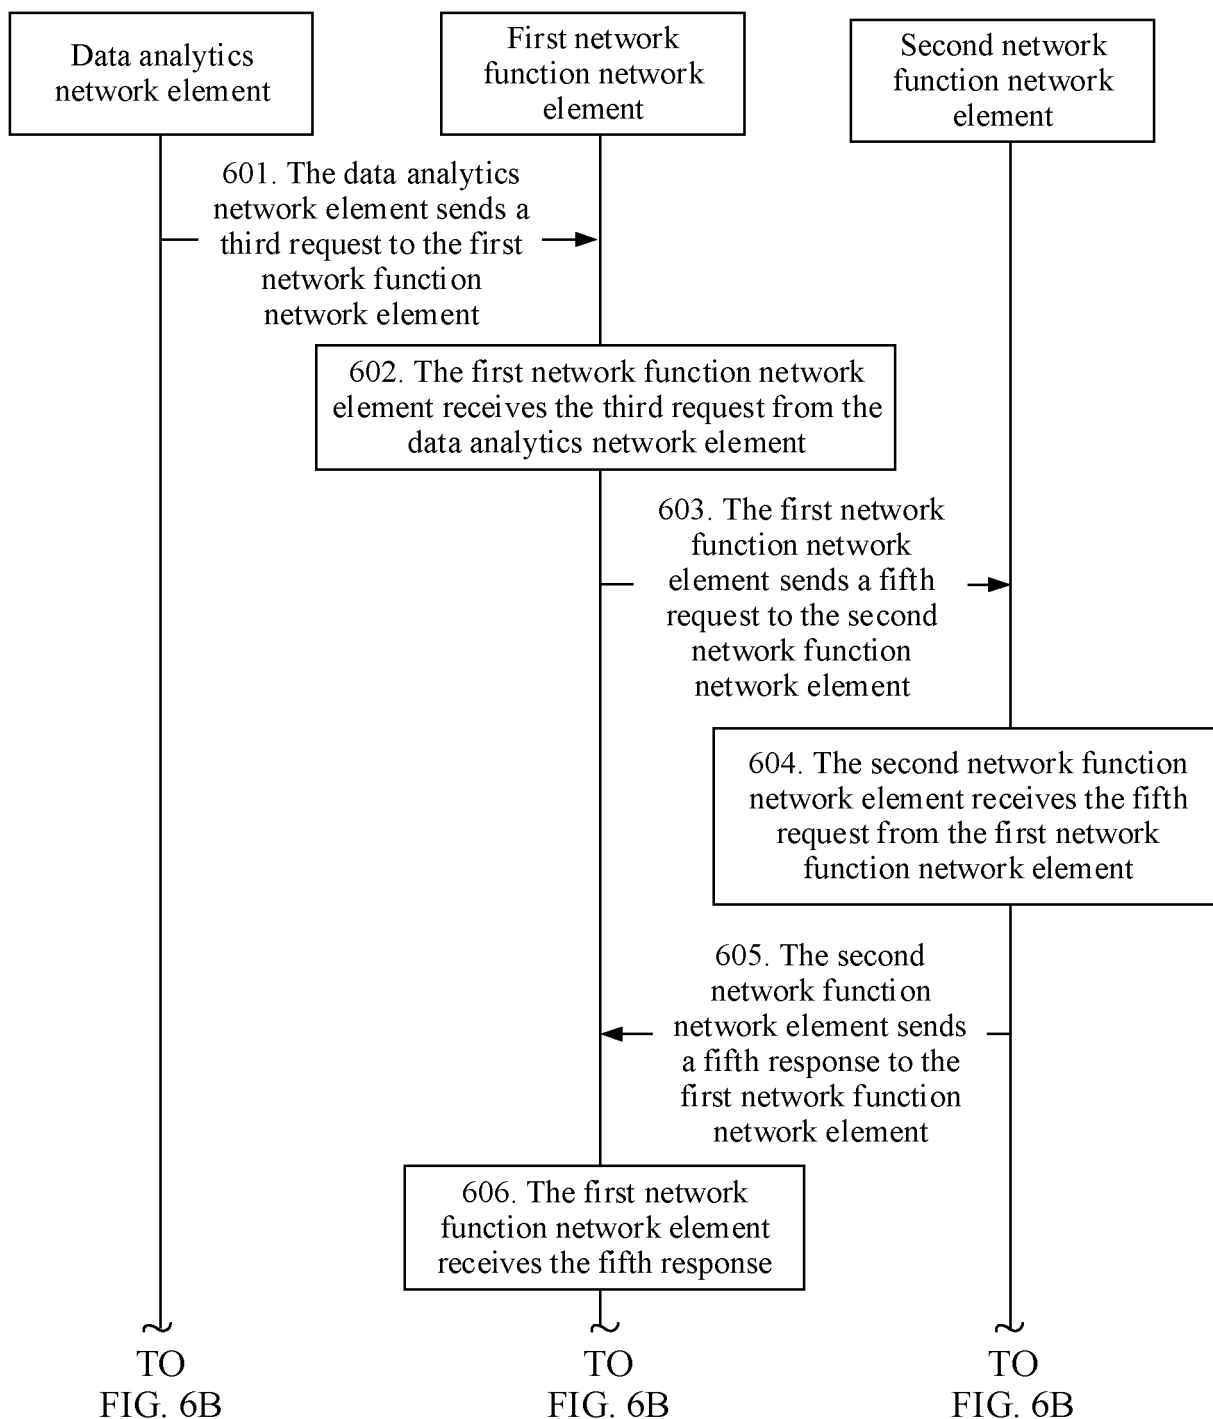 Data analytics
network element
First network
function network
element
Second network
function network
element
601. The data analytics
network element sends a
third request to the first
network function
network element
602. The first network function network
element receives the third request from the
data analytics network element
603. The first network
function network
element sends a fifth
request to the second
network function
network element
604. The second network function
network element receives the fifth
request from the first network
function network element
605. The second
network function
network element sends
a fifth response to the
first network function
network element
606. The first network
function network element
receives the fifth response
TO
FIG. 6B
TO
FIG. 6B
TO
FIG. 6B